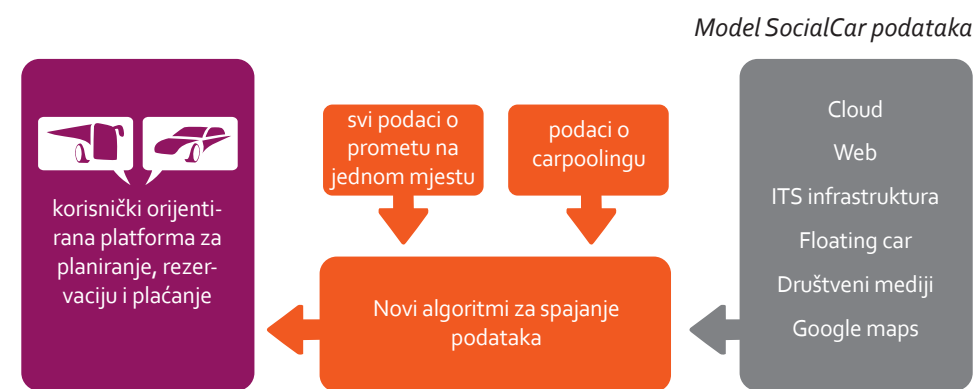 Model SocialCar podataka
korisnički orijenti-
rana platforma za
planiranje, rezer-
vaciju i plaćanje
svi podaci o
prometu na
jednom mjestu
podaci o
carpoolingu
Novi algoritmi za spajanje
podataka
Cloud
Web
ITS infrastruktura
Floating car
Društveni mediji
Google maps